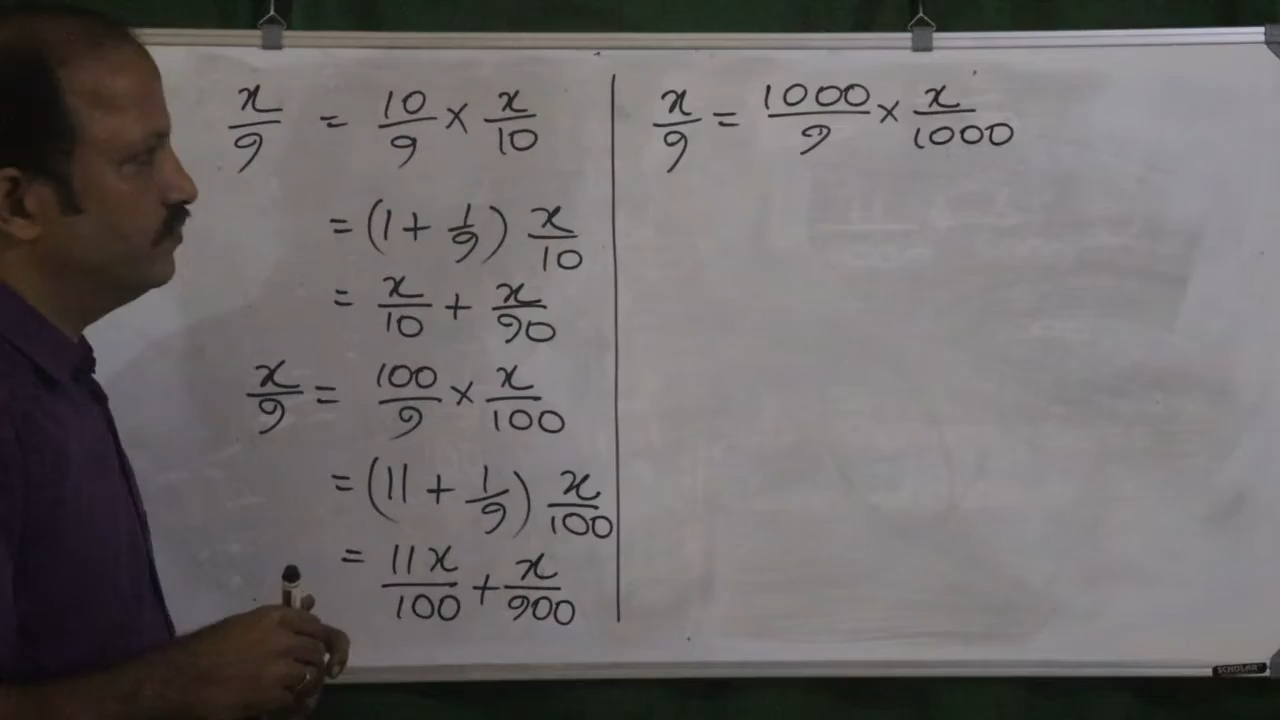 x/9 = 10/9 × x/10
= (1 + 1/9) x/10
= x/10 + x/90
x/9 = 100/9 × x/100
= (11 + 1/9) x/100
= 11x/100 + x/900
x/9 = 1000/9 × x/1000
SCHOLAR